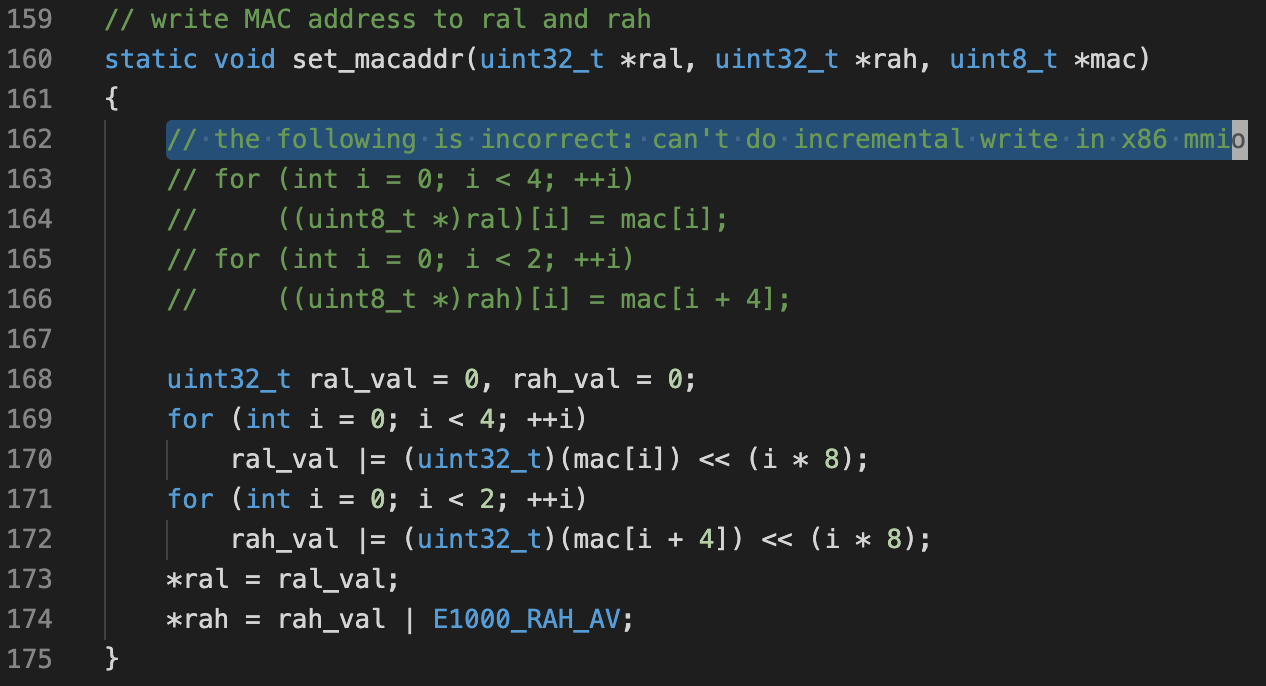 159 // write MAC address to ral and rah
160 static void set_macaddr(uint32_t *ral, uint32_t *rah, uint8_t *mac)
161 {
162     // the following is incorrect: can't do incremental write in x86 mmio
163     // for (int i = 0; i < 4; ++i)
164     //     ((uint8_t *)ral)[i] = mac[i];
165     // for (int i = 0; i < 2; ++i)
166     //     ((uint8_t *)rah)[i] = mac[i + 4];
167
168     uint32_t ral_val = 0, rah_val = 0;
169     for (int i = 0; i < 4; ++i)
170         ral_val |= (uint32_t)(mac[i]) << (i * 8);
171     for (int i = 0; i < 2; ++i)
172         rah_val |= (uint32_t)(mac[i + 4]) << (i * 8);
173     *ral = ral_val;
174     *rah = rah_val | E1000_RAH_AV;
175 }